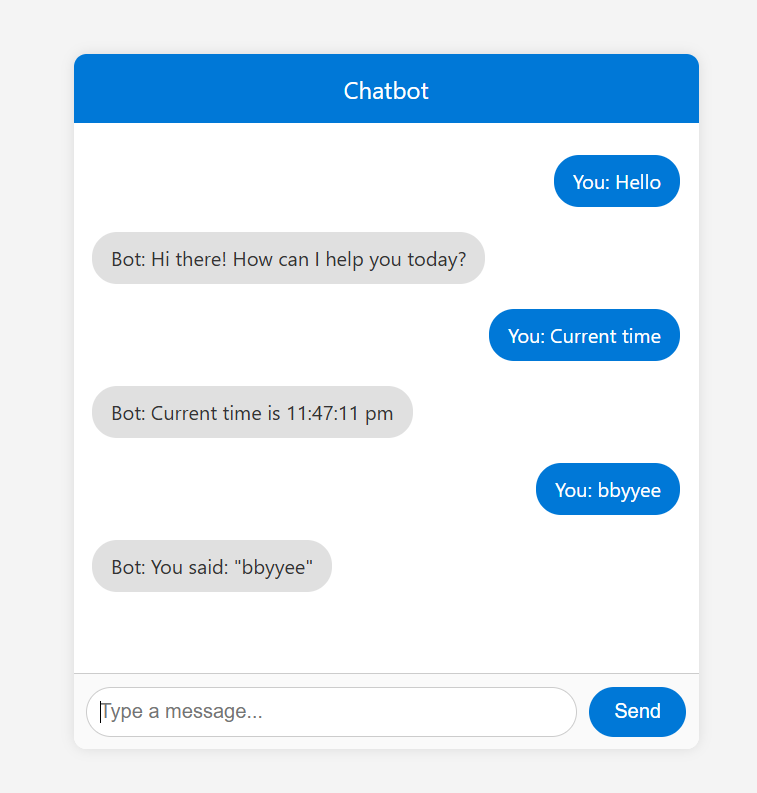 Chatbot
You: Hello
Bot: Hi there! How can I help you today?
You: Current time
Bot: Current time is 11:47:11 pm
You: bbyyee
Bot: You said: "bbyyee"
Type a message...
Send